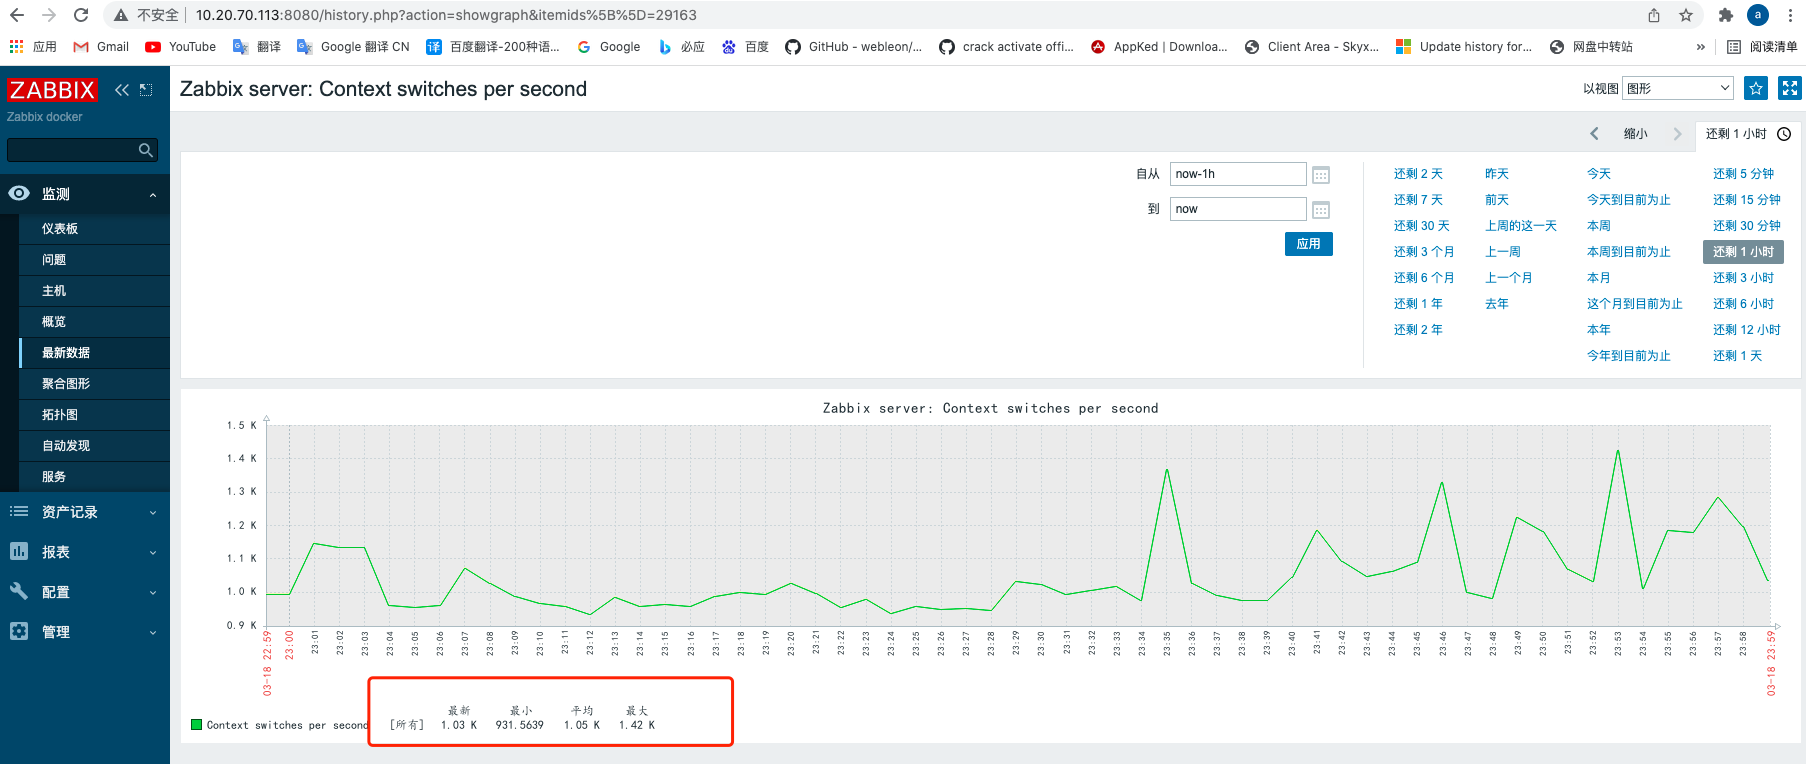 不安全 | 10.20.70.113:8080/history.php?action=showgraph&itemids%5B%5D=29163
a
应用 Gmail YouTube 翻译 Google 翻译 CN 百度翻译-200种语... Google 必应 百度 GitHub - webleon/... crack activate offi... AppKed | Downloa... Client Area - Skyx... Update history for... 网盘中转站 » 阅读清单
ZABBIX
Zabbix docker
监测
仪表板
问题
主机
概览
最新数据
聚合图形
拓扑图
自动发现
服务
资产记录
报表
配置
管理
Zabbix server: Context switches per second
以视图 图形
缩小 还剩 1 小时
自从 now-1h
到 now
应用
还剩 2 天 昨天 今天 还剩 5 分钟
还剩 7 天 前天 今天到目前为止 还剩 15 分钟
还剩 30 天 上周的这一天 本周 还剩 30 分钟
还剩 3 个月 上一周 本周到目前为止 还剩 1 小时
还剩 6 个月 上一个月 本月 还剩 3 小时
还剩 1 年 去年 这个月到目前为止 还剩 6 小时
还剩 2 年 本年 还剩 12 小时
今年到目前为止 还剩 1 天
Zabbix server: Context switches per second
1.5 K
1.4 K
1.3 K
1.2 K
1.1 K
1.0 K
0.9 K
03-18 22:59 23:00 23:01 23:02 23:03 23:04 23:05 23:06 23:07 23:08 23:09 23:10 23:11 23:12 23:13 23:14 23:15 23:16 23:17 23:18 23:19 23:20 23:21 23:22 23:23 23:24 23:25 23:26 23:27 23:28 23:29 23:30 23:31 23:32 23:33 23:34 23:35 23:36 23:37 23:38 23:39 23:40 23:41 23:42 23:43 23:44 23:45 23:46 23:47 23:48 23:49 23:50 23:51 23:52 23:53 23:54 23:55 23:56 23:57 23:58 03-18 23:59
最新 最小 平均 最大
Context switches per second [所有] 1.03 K 931.5639 1.05 K 1.42 K